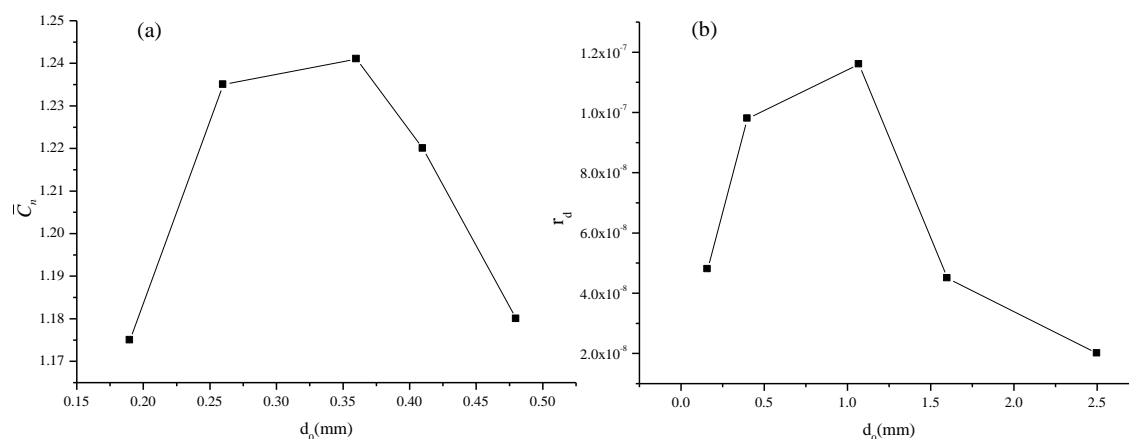 (a)
1.25
1.24
1.23
1.22
1.21
1.20
1.19
1.18
1.17
C̅n
0.15 0.20 0.25 0.30 0.35 0.40 0.45 0.50
d0(mm)
(b)
1.2x10-7
1.0x10-7
8.0x10-8
6.0x10-8
4.0x10-8
2.0x10-8
rd
0.0 0.5 1.0 1.5 2.0 2.5
d0(mm)